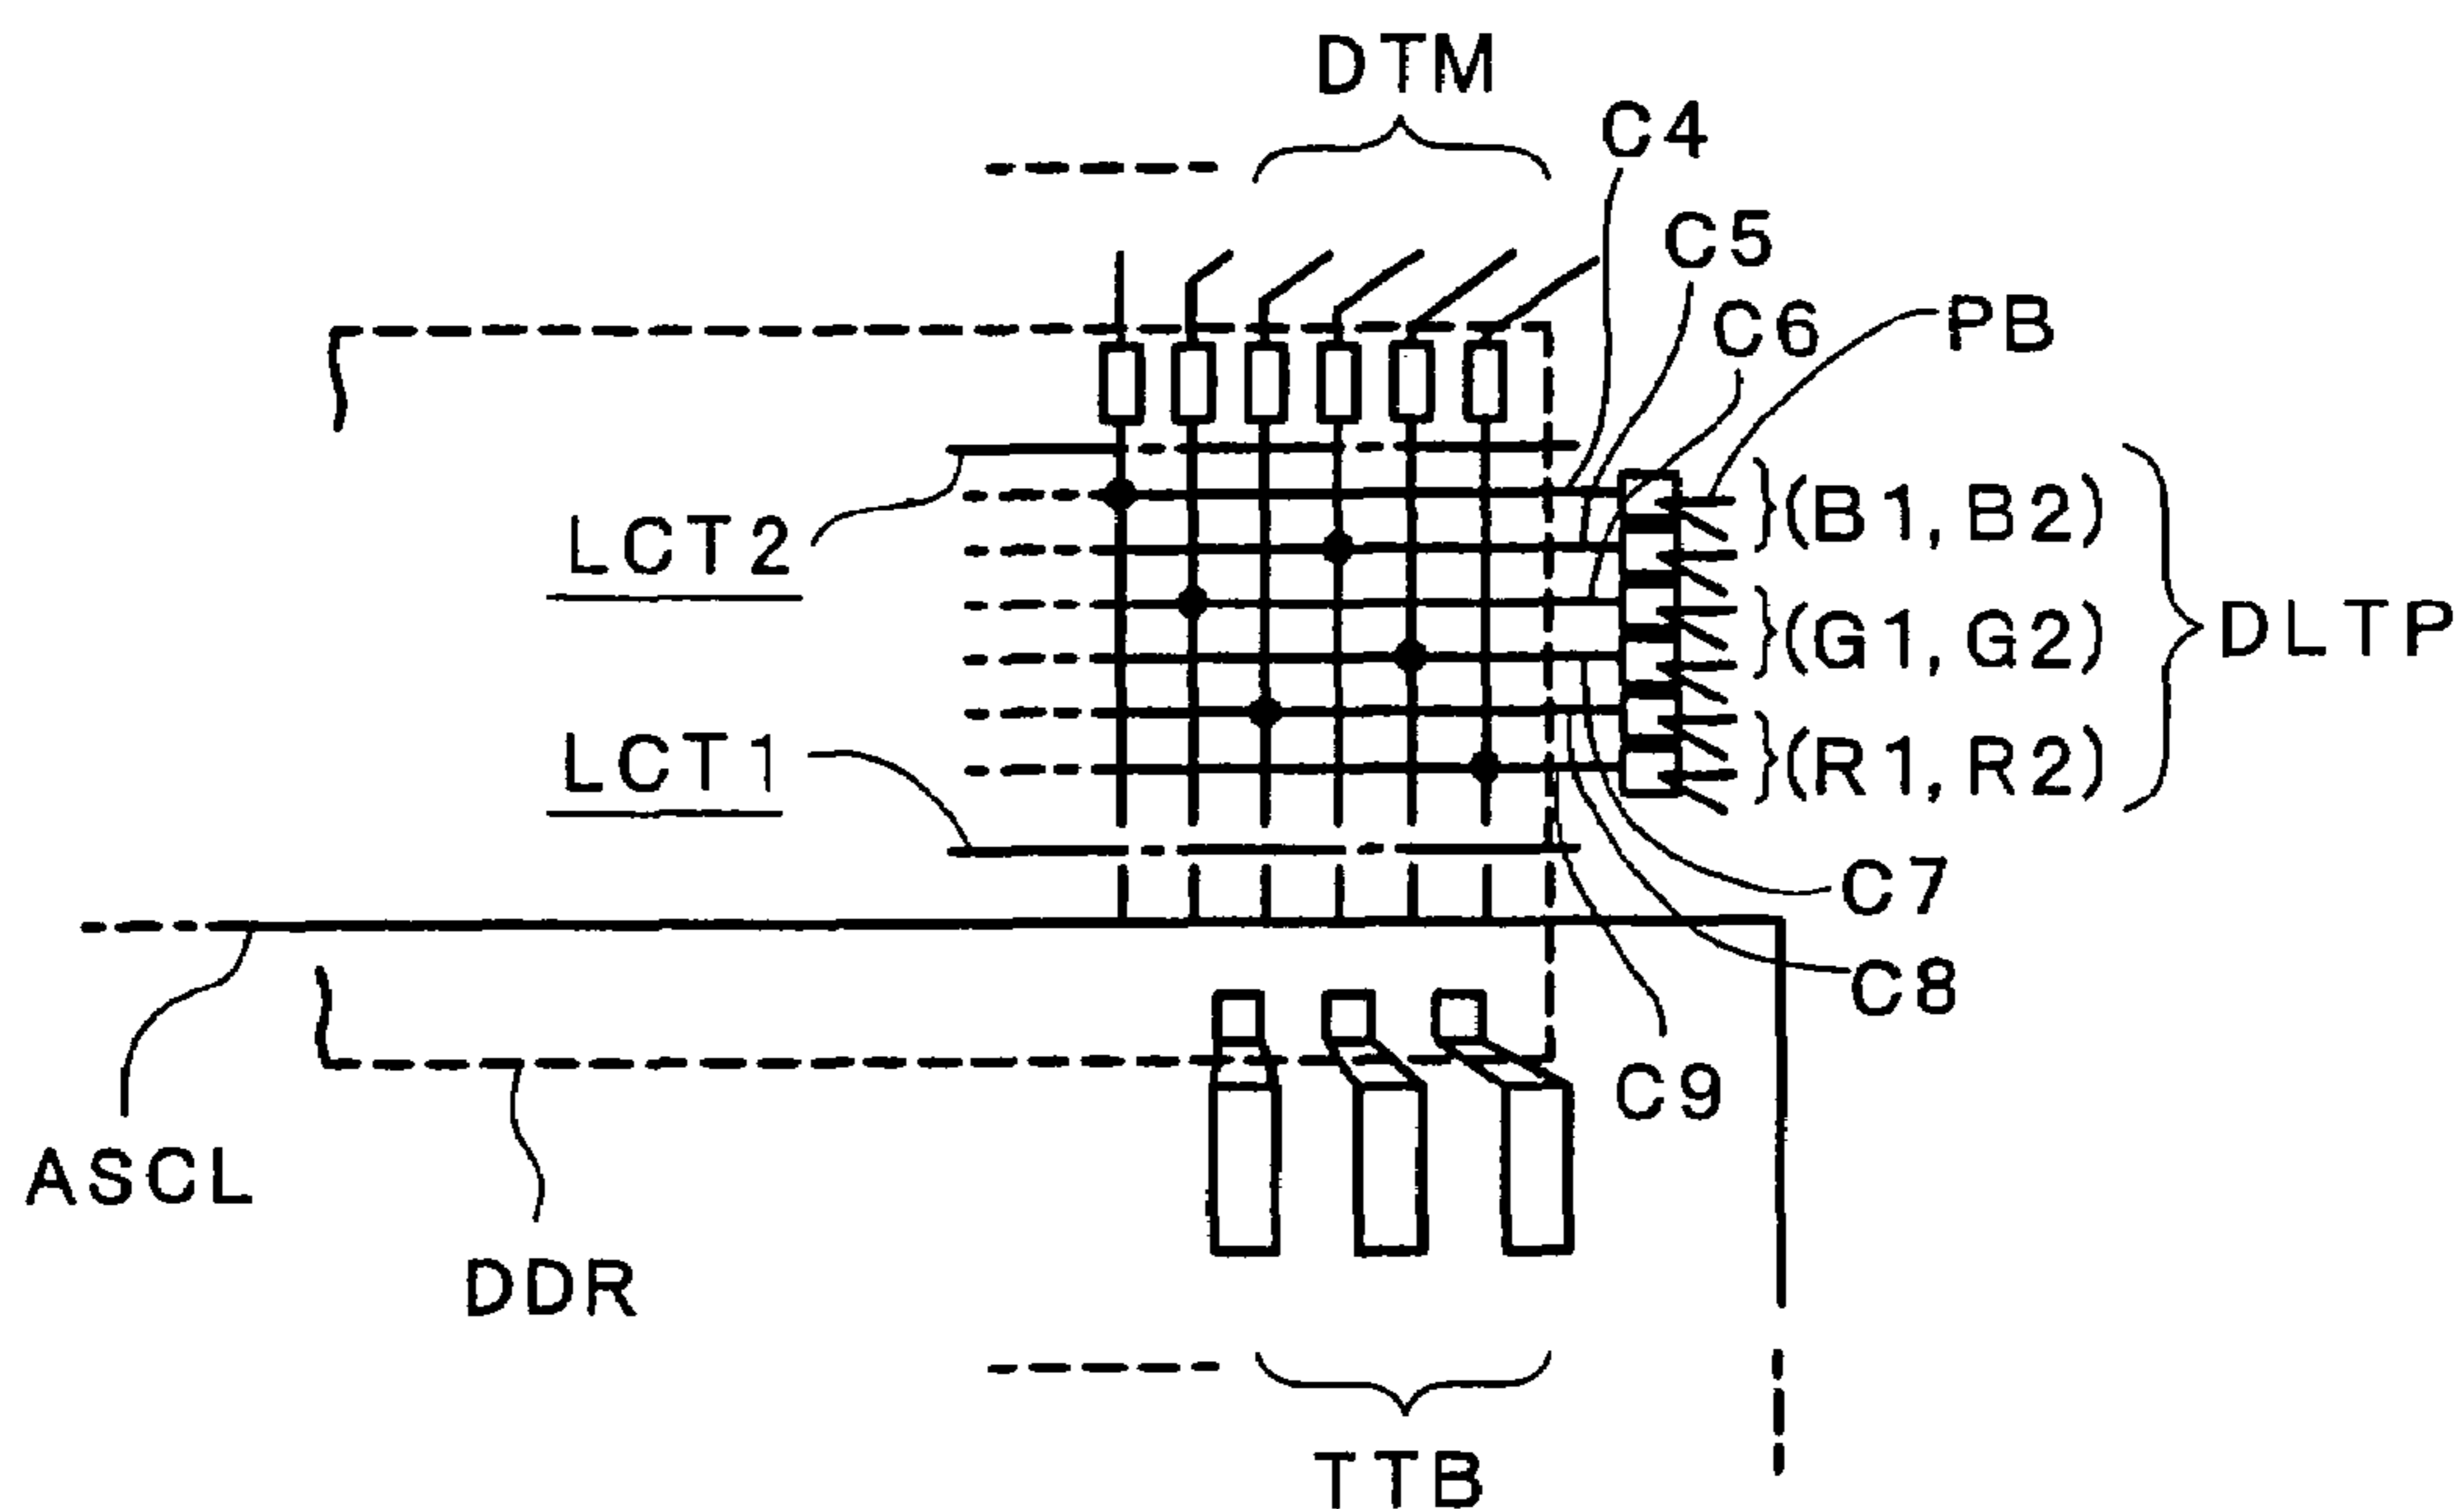 DTM
C4
C5
C6
PB
LCT2
(B1,B2)
(G1,G2)
DLTP
LCT1
(R1,R2)
C7
C8
C9
ASCL
DDR
TTB